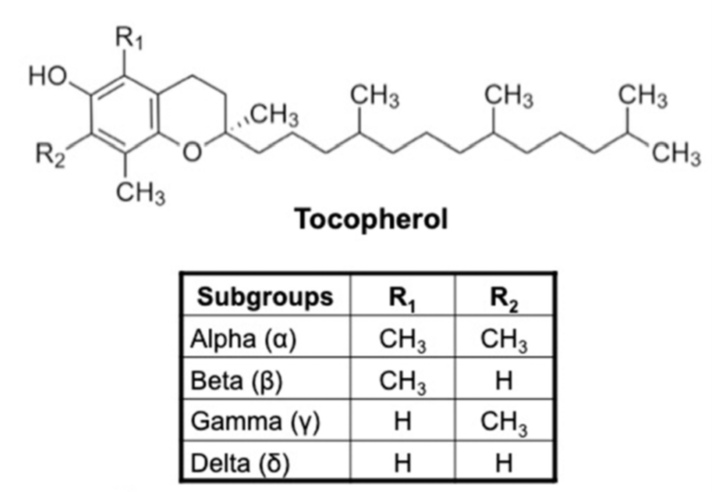 R₁
HO
CH₃ CH₃ CH₃
CH₃
R₂ O CH₃
CH₃
Tocopherol
Subgroups R₁ R₂
Alpha (α) CH₃ CH₃
Beta (β) CH₃ H
Gamma (γ) H CH₃
Delta (δ) H H